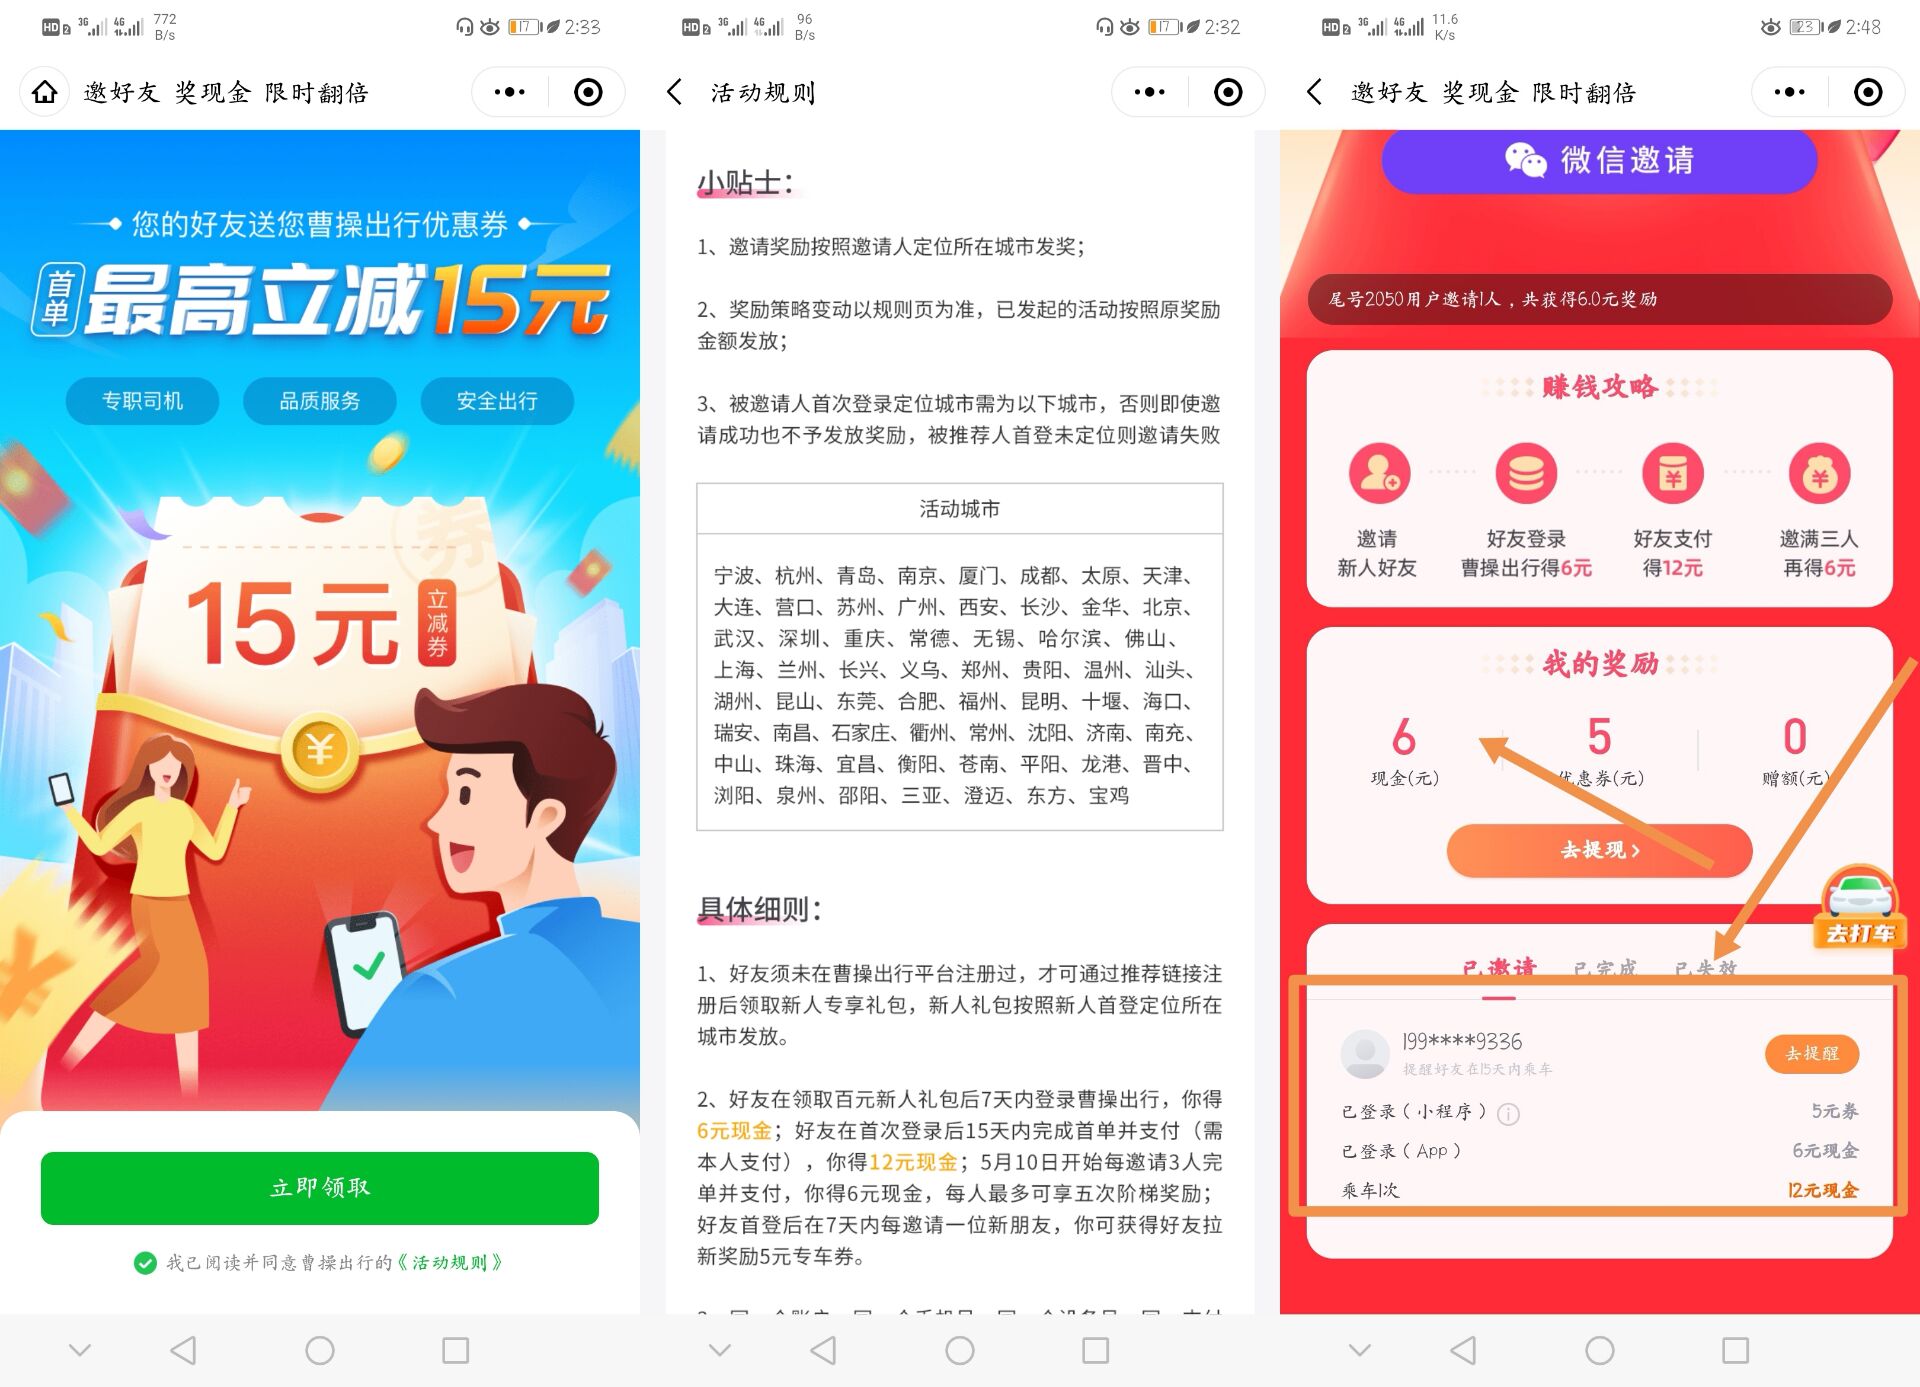 HD 2 3G 4G 772 B/s 17 2:33
邀好友 奖现金 限时翻倍
您的好友送您曹操出行优惠券
首单 最高立减15元
专职司机 品质服务 安全出行
券
15元 立减券
¥
立即领取
我已阅读并同意曹操出行的《活动规则》
HD 2 3G 4G 96 B/s 17 2:32
活动规则
小贴士：
1、邀请奖励按照邀请人定位所在城市发奖；
2、奖励策略变动以规则页为准，已发起的活动按照原奖励
金额发放；
3、被邀请人首次登录定位城市需为以下城市，否则即使邀
请成功也不予发放奖励，被推荐人首登未定位则邀请失败
活动城市
宁波、杭州、青岛、南京、厦门、成都、太原、天津、
大连、营口、苏州、广州、西安、长沙、金华、北京、
武汉、深圳、重庆、常德、无锡、哈尔滨、佛山、
上海、兰州、长兴、义乌、郑州、贵阳、温州、汕头、
湖州、昆山、东莞、合肥、福州、昆明、十堰、海口、
瑞安、南昌、石家庄、衢州、常州、沈阳、济南、南充、
中山、珠海、宜昌、衡阳、苍南、平阳、龙港、晋中、
浏阳、泉州、邵阳、三亚、澄迈、东方、宝鸡
具体细则：
1、好友须未在曹操出行平台注册过，才可通过推荐链接注
册后领取新人专享礼包，新人礼包按照新人首登定位所在
城市发放。
2、好友在领取百元新人礼包后7天内登录曹操出行，你得
6元现金；好友在首次登录后15天内完成首单并支付（需
本人支付），你得12元现金；5月10日开始每邀请3人完
单并支付，你得6元现金，每人最多可享五次阶梯奖励；
好友首登后在7天内每邀请一位新朋友，你可获得好友拉
新奖励5元专车券。
HD 2 3G 4G 11.6 K/s 23 2:48
邀好友 奖现金 限时翻倍
微信邀请
尾号2050用户邀请1人，共获得6.0元奖励
赚钱攻略
邀请 好友登录 好友支付 邀满三人
新人好友 曹操出行得6元 得12元 再得6元
我的奖励
6 5 0
现金(元) 优惠券(元) 赠额(元)
去提现>
去打车
已邀请 已完成 已失效
199****9336
提醒好友在15天内乘车
去提醒
已登录（小程序） 5元券
已登录（App） 6元现金
乘车1次 12元现金